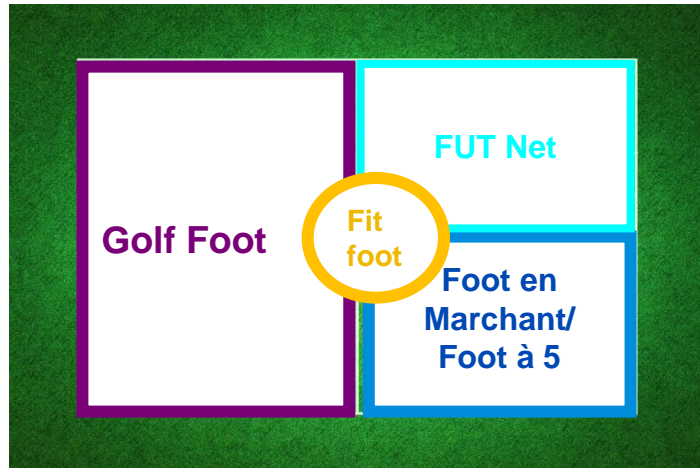 Golf Foot
FUT Net
Fit
foot
Foot en
Marchant/
Foot à 5